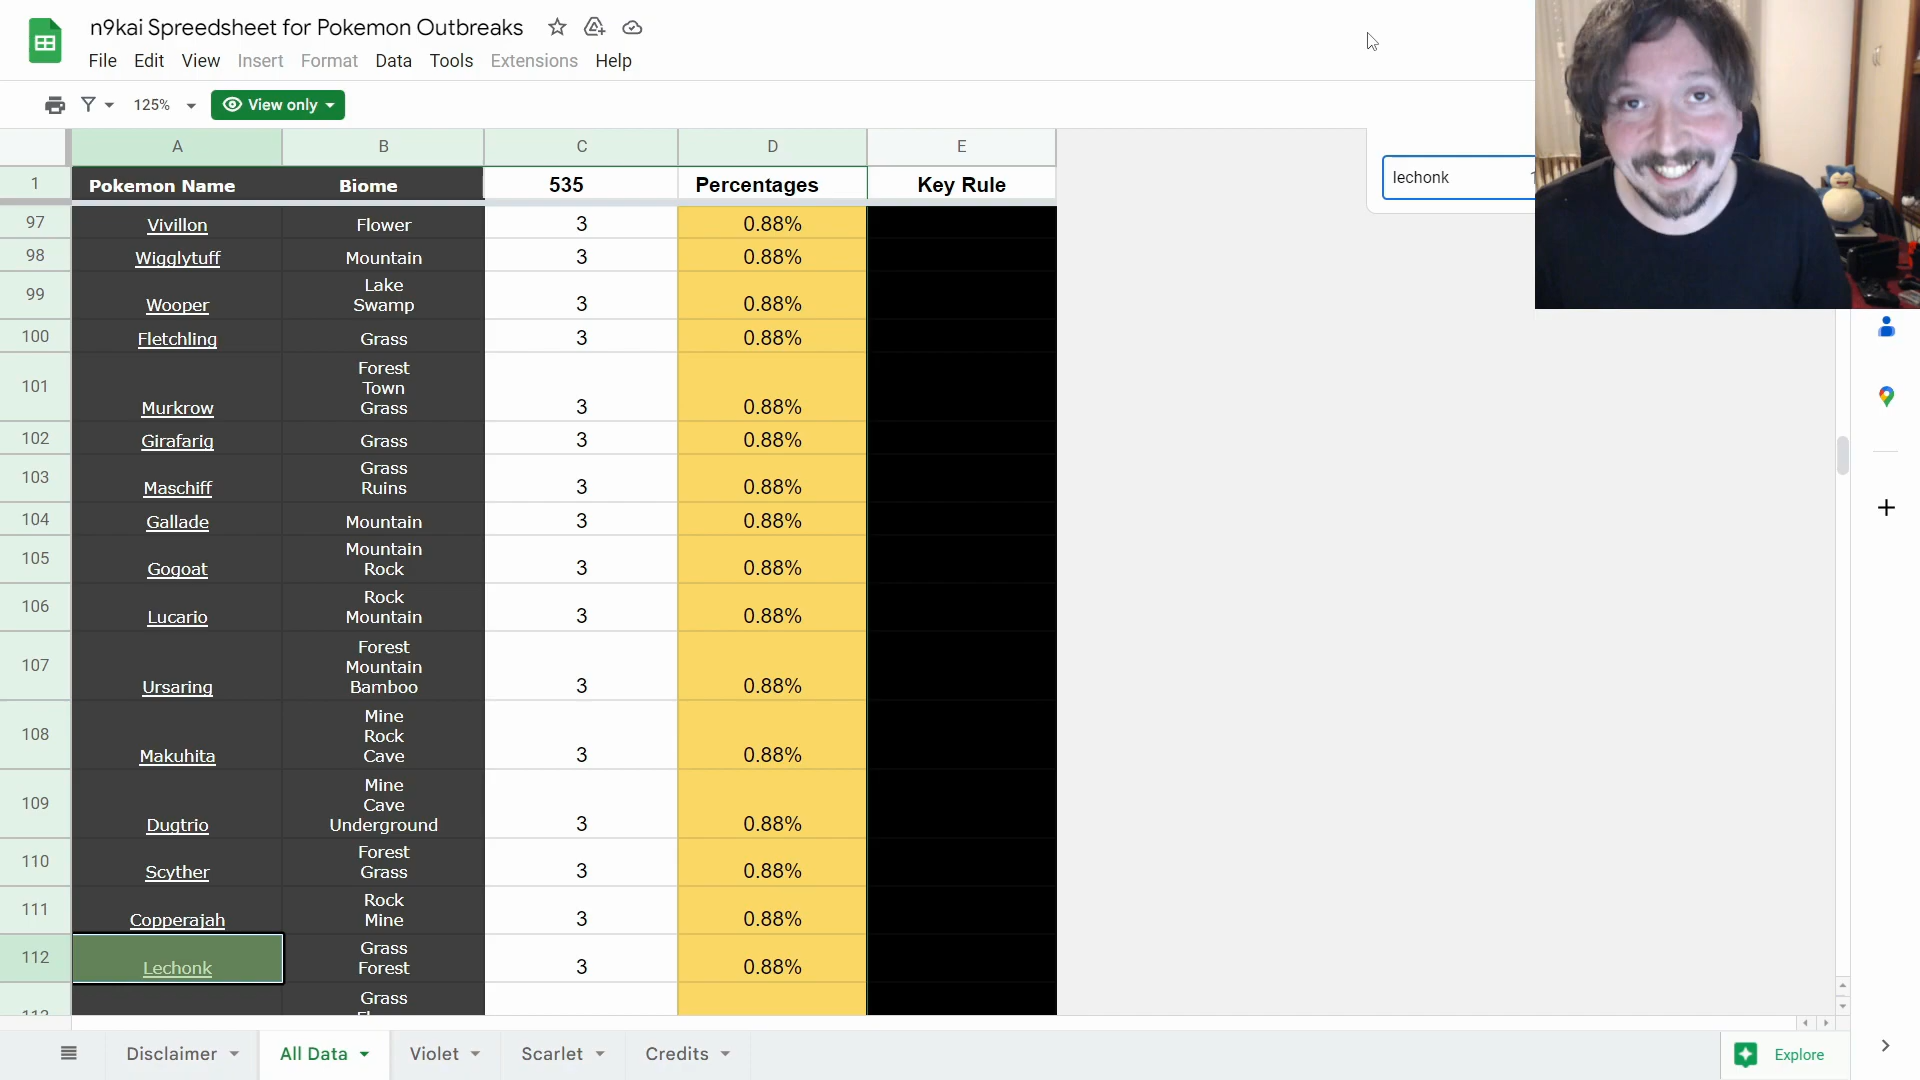 n9kai Spreedsheet for Pokemon Outbreaks
File Edit View Insert Format Data Tools Extensions Help
125% View only
lechonk
A B C D E
1 Pokemon Name Biome 535 Percentages Key Rule
97 Vivillon Flower 3 0.88%
98 Wigglytuff Mountain 3 0.88%
Lake
99 Wooper Swamp 3 0.88%
100 Fletchling Grass 3 0.88%
Forest
Town
101 Murkrow Grass 3 0.88%
102 Girafarig Grass 3 0.88%
Grass
103 Maschiff Ruins 3 0.88%
104 Gallade Mountain 3 0.88%
Mountain
105 Gogoat Rock 3 0.88%
Rock
106 Lucario Mountain 3 0.88%
Forest
Mountain
107 Ursaring Bamboo 3 0.88%
Mine
Rock
108 Makuhita Cave 3 0.88%
Mine
Cave
109 Dugtrio Underground 3 0.88%
Forest
110 Scyther Grass 3 0.88%
Rock
111 Copperajah Mine 3 0.88%
Grass
112 Lechonk Forest 3 0.88%
Grass
Disclaimer All Data Violet Scarlet Credits Explore